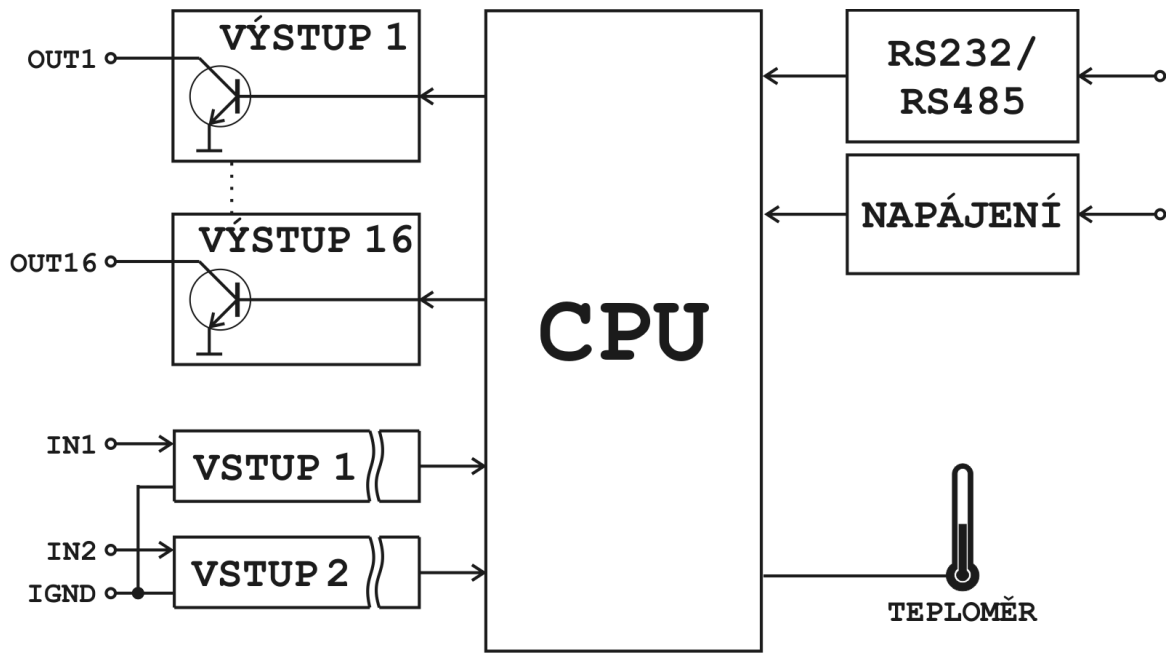 VÝSTUP 1
OUT1
VÝSTUP 16
OUT16
IN1
VSTUP 1
IN2
VSTUP 2
IGND
CPU
RS232/
RS485
NAPÁJENÍ
TEPLOMĚR